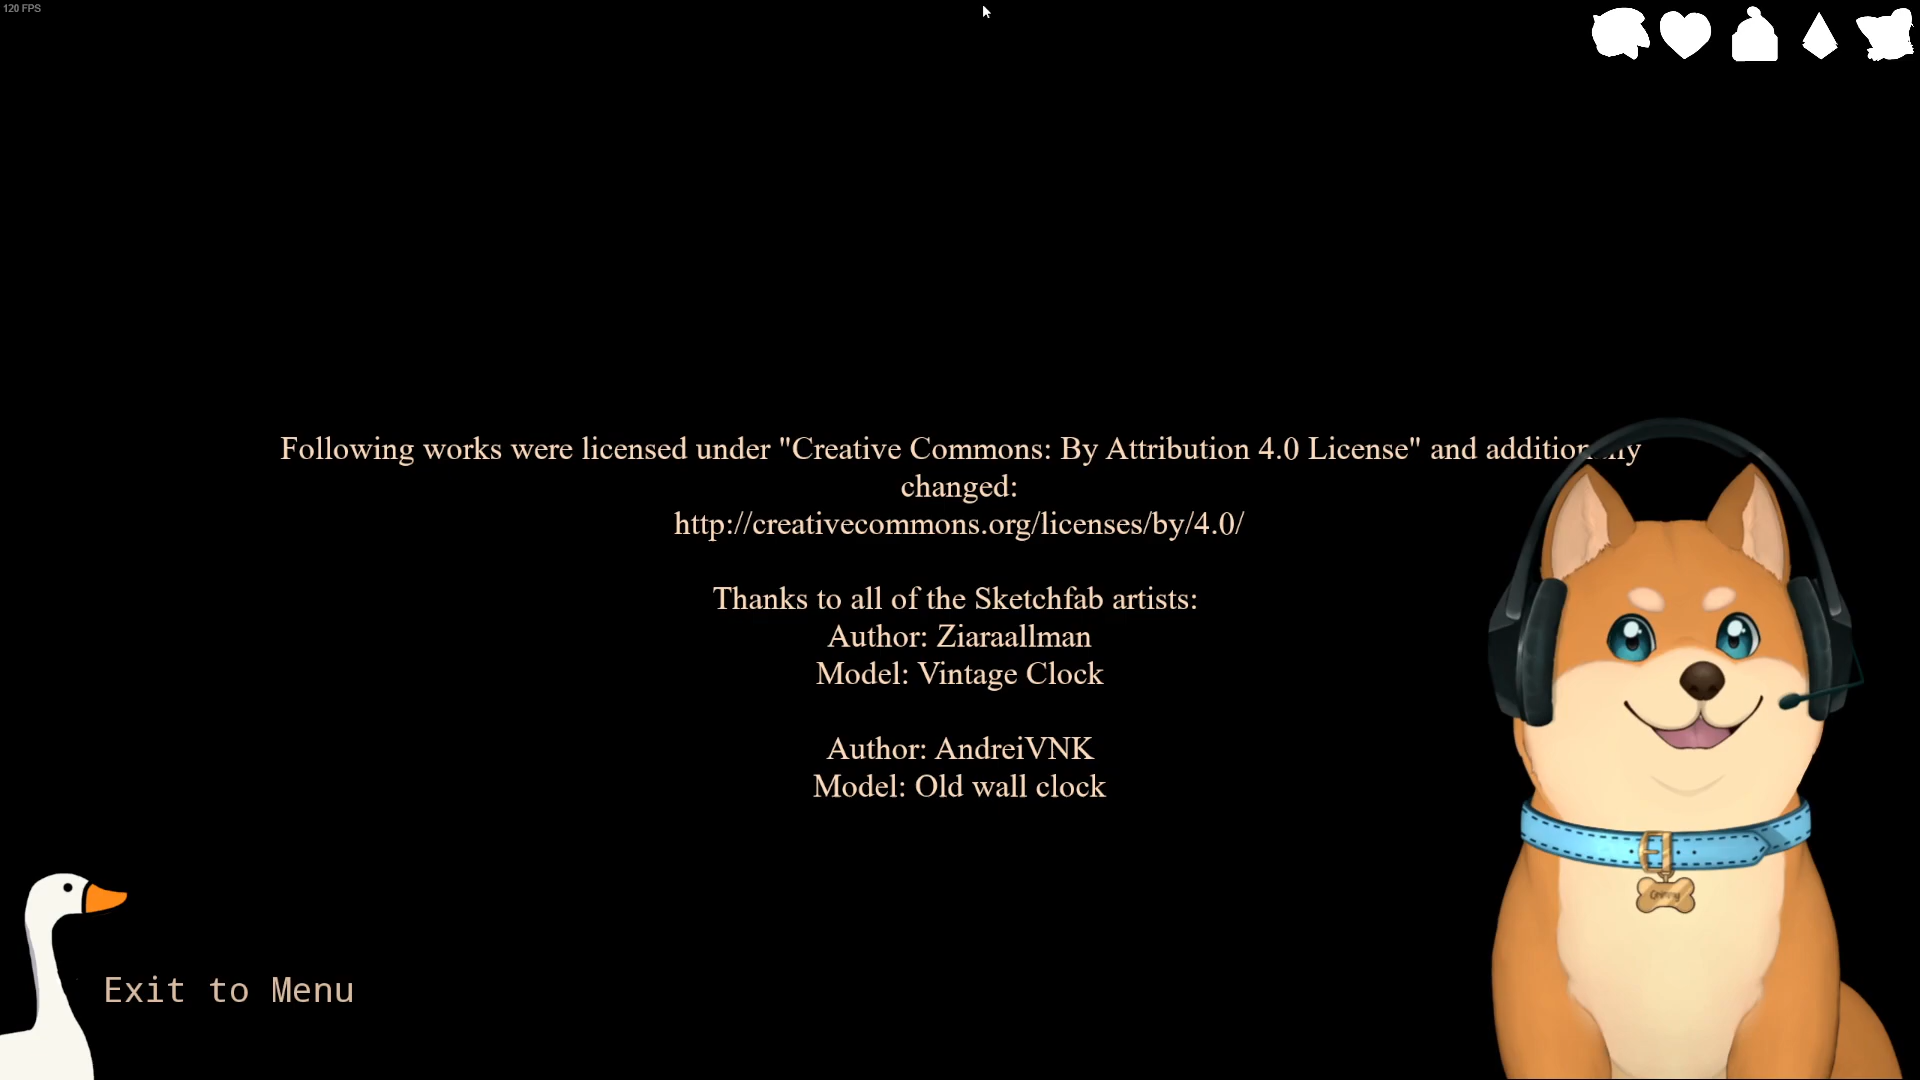 120 FPS
Following works were licensed under "Creative Commons: By Attribution 4.0 License" and additionally
changed:
http://creativecommons.org/licenses/by/4.0/
Thanks to all of the Sketchfab artists:
Author: Ziaraallman
Model: Vintage Clock
Author: AndreiVNK
Model: Old wall clock
Exit to Menu